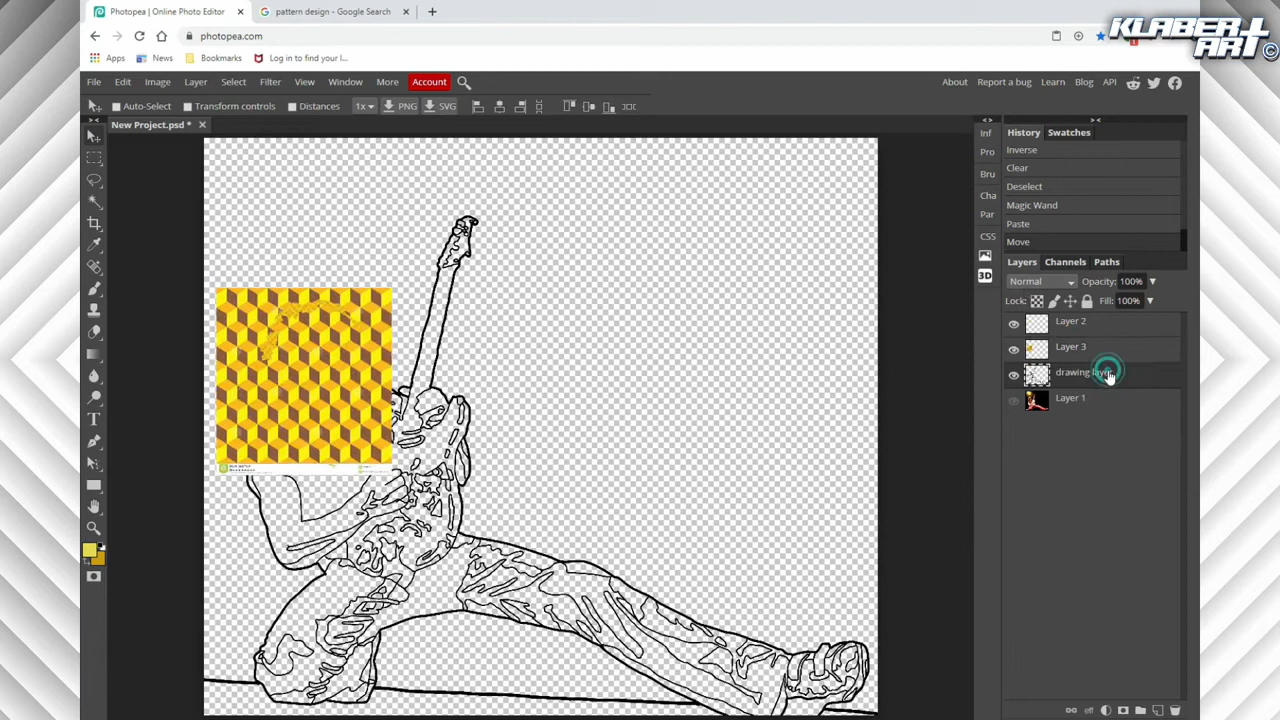 Photopea | Online Photo Editor
pattern design - Google Search
KLABERT
ART ©
photopea.com
Apps News Bookmarks Log in to find your l...
File Edit Image Layer Select Filter View Window More Account
About Report a bug Learn Blog API
Auto-Select Transform controls Distances 1x PNG SVG
New Project.psd *
Inf
Pro
Bru
Cha
Par
CSS
3D
History Swatches
Inverse
Clear
Deselect
Magic Wand
Paste
Move
Layers Channels Paths
Normal Opacity: 100%
Lock: Fill: 100%
Layer 2
Layer 3
drawing layer
Layer 1
eff